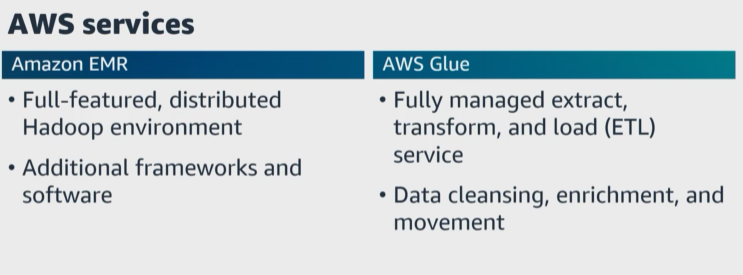 AWS services
Amazon EMR
• Full-featured, distributed
Hadoop environment
• Additional frameworks and
software
AWS Glue
• Fully managed extract,
transform, and load (ETL)
service
• Data cleansing, enrichment, and
movement